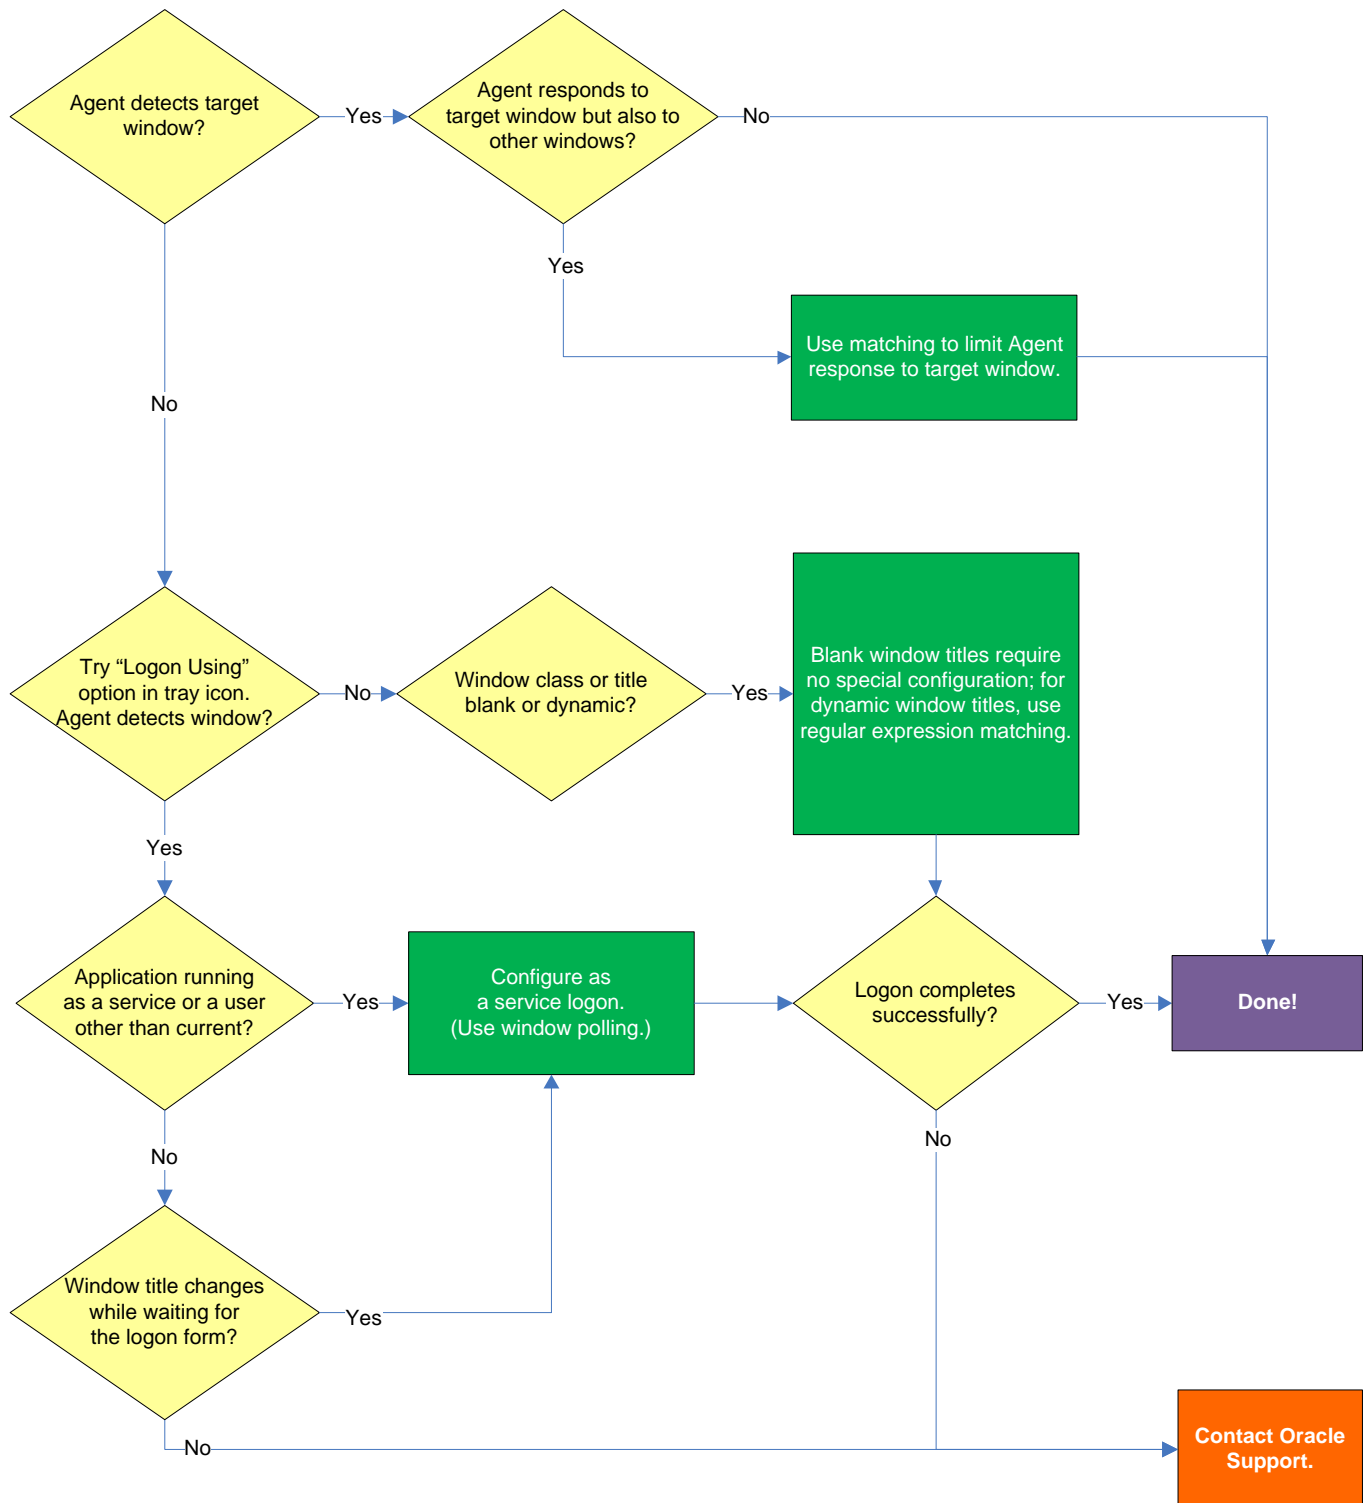 Agent detects target
window?
Yes
Agent responds to
target window but also to
other windows?
No
Yes
Use matching to limit Agent
response to target window.
No
Try “Logon Using”
option in tray icon.
Agent detects window?
No
Window class or title
blank or dynamic?
Yes
Blank window titles require
no special configuration; for
dynamic window titles, use
regular expression matching.
Yes
Application running
as a service or a user
other than current?
Yes
Configure as
a service logon.
(Use window polling.)
Logon completes
successfully?
Yes
Done!
No
No
Window title changes
while waiting for
the logon form?
Yes
No
Contact Oracle
Support.